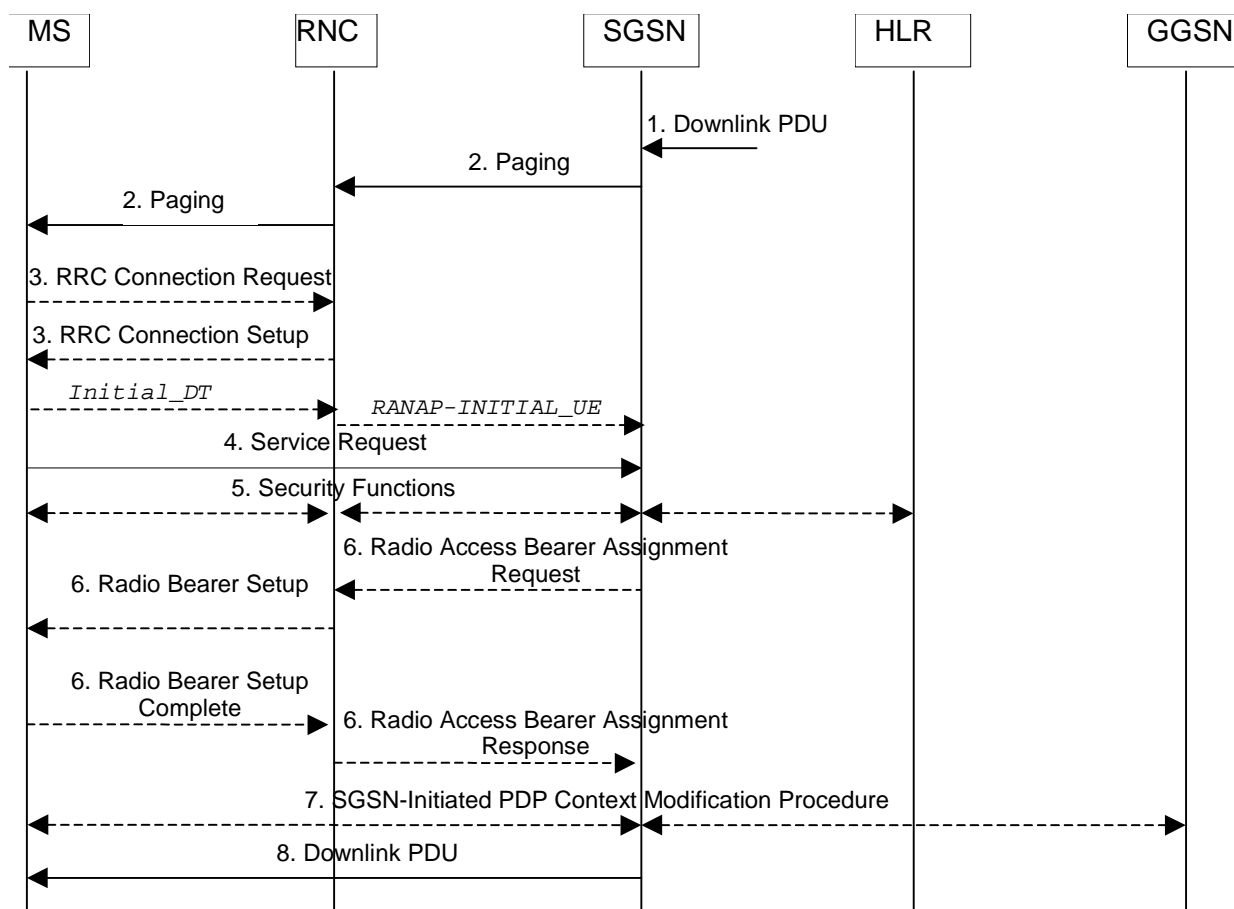 MS
RNC
SGSN
HLR
GGSN
1. Downlink PDU
2. Paging
2. Paging
3. RRC Connection Request
3. RRC Connection Setup
Initial_DT
RANAP-INITIAL_UE
4. Service Request
5. Security Functions
6. Radio Access Bearer Assignment
Request
6. Radio Bearer Setup
6. Radio Bearer Setup
Complete
6. Radio Access Bearer Assignment
Response
7. SGSN-Initiated PDP Context Modification Procedure
8. Downlink PDU